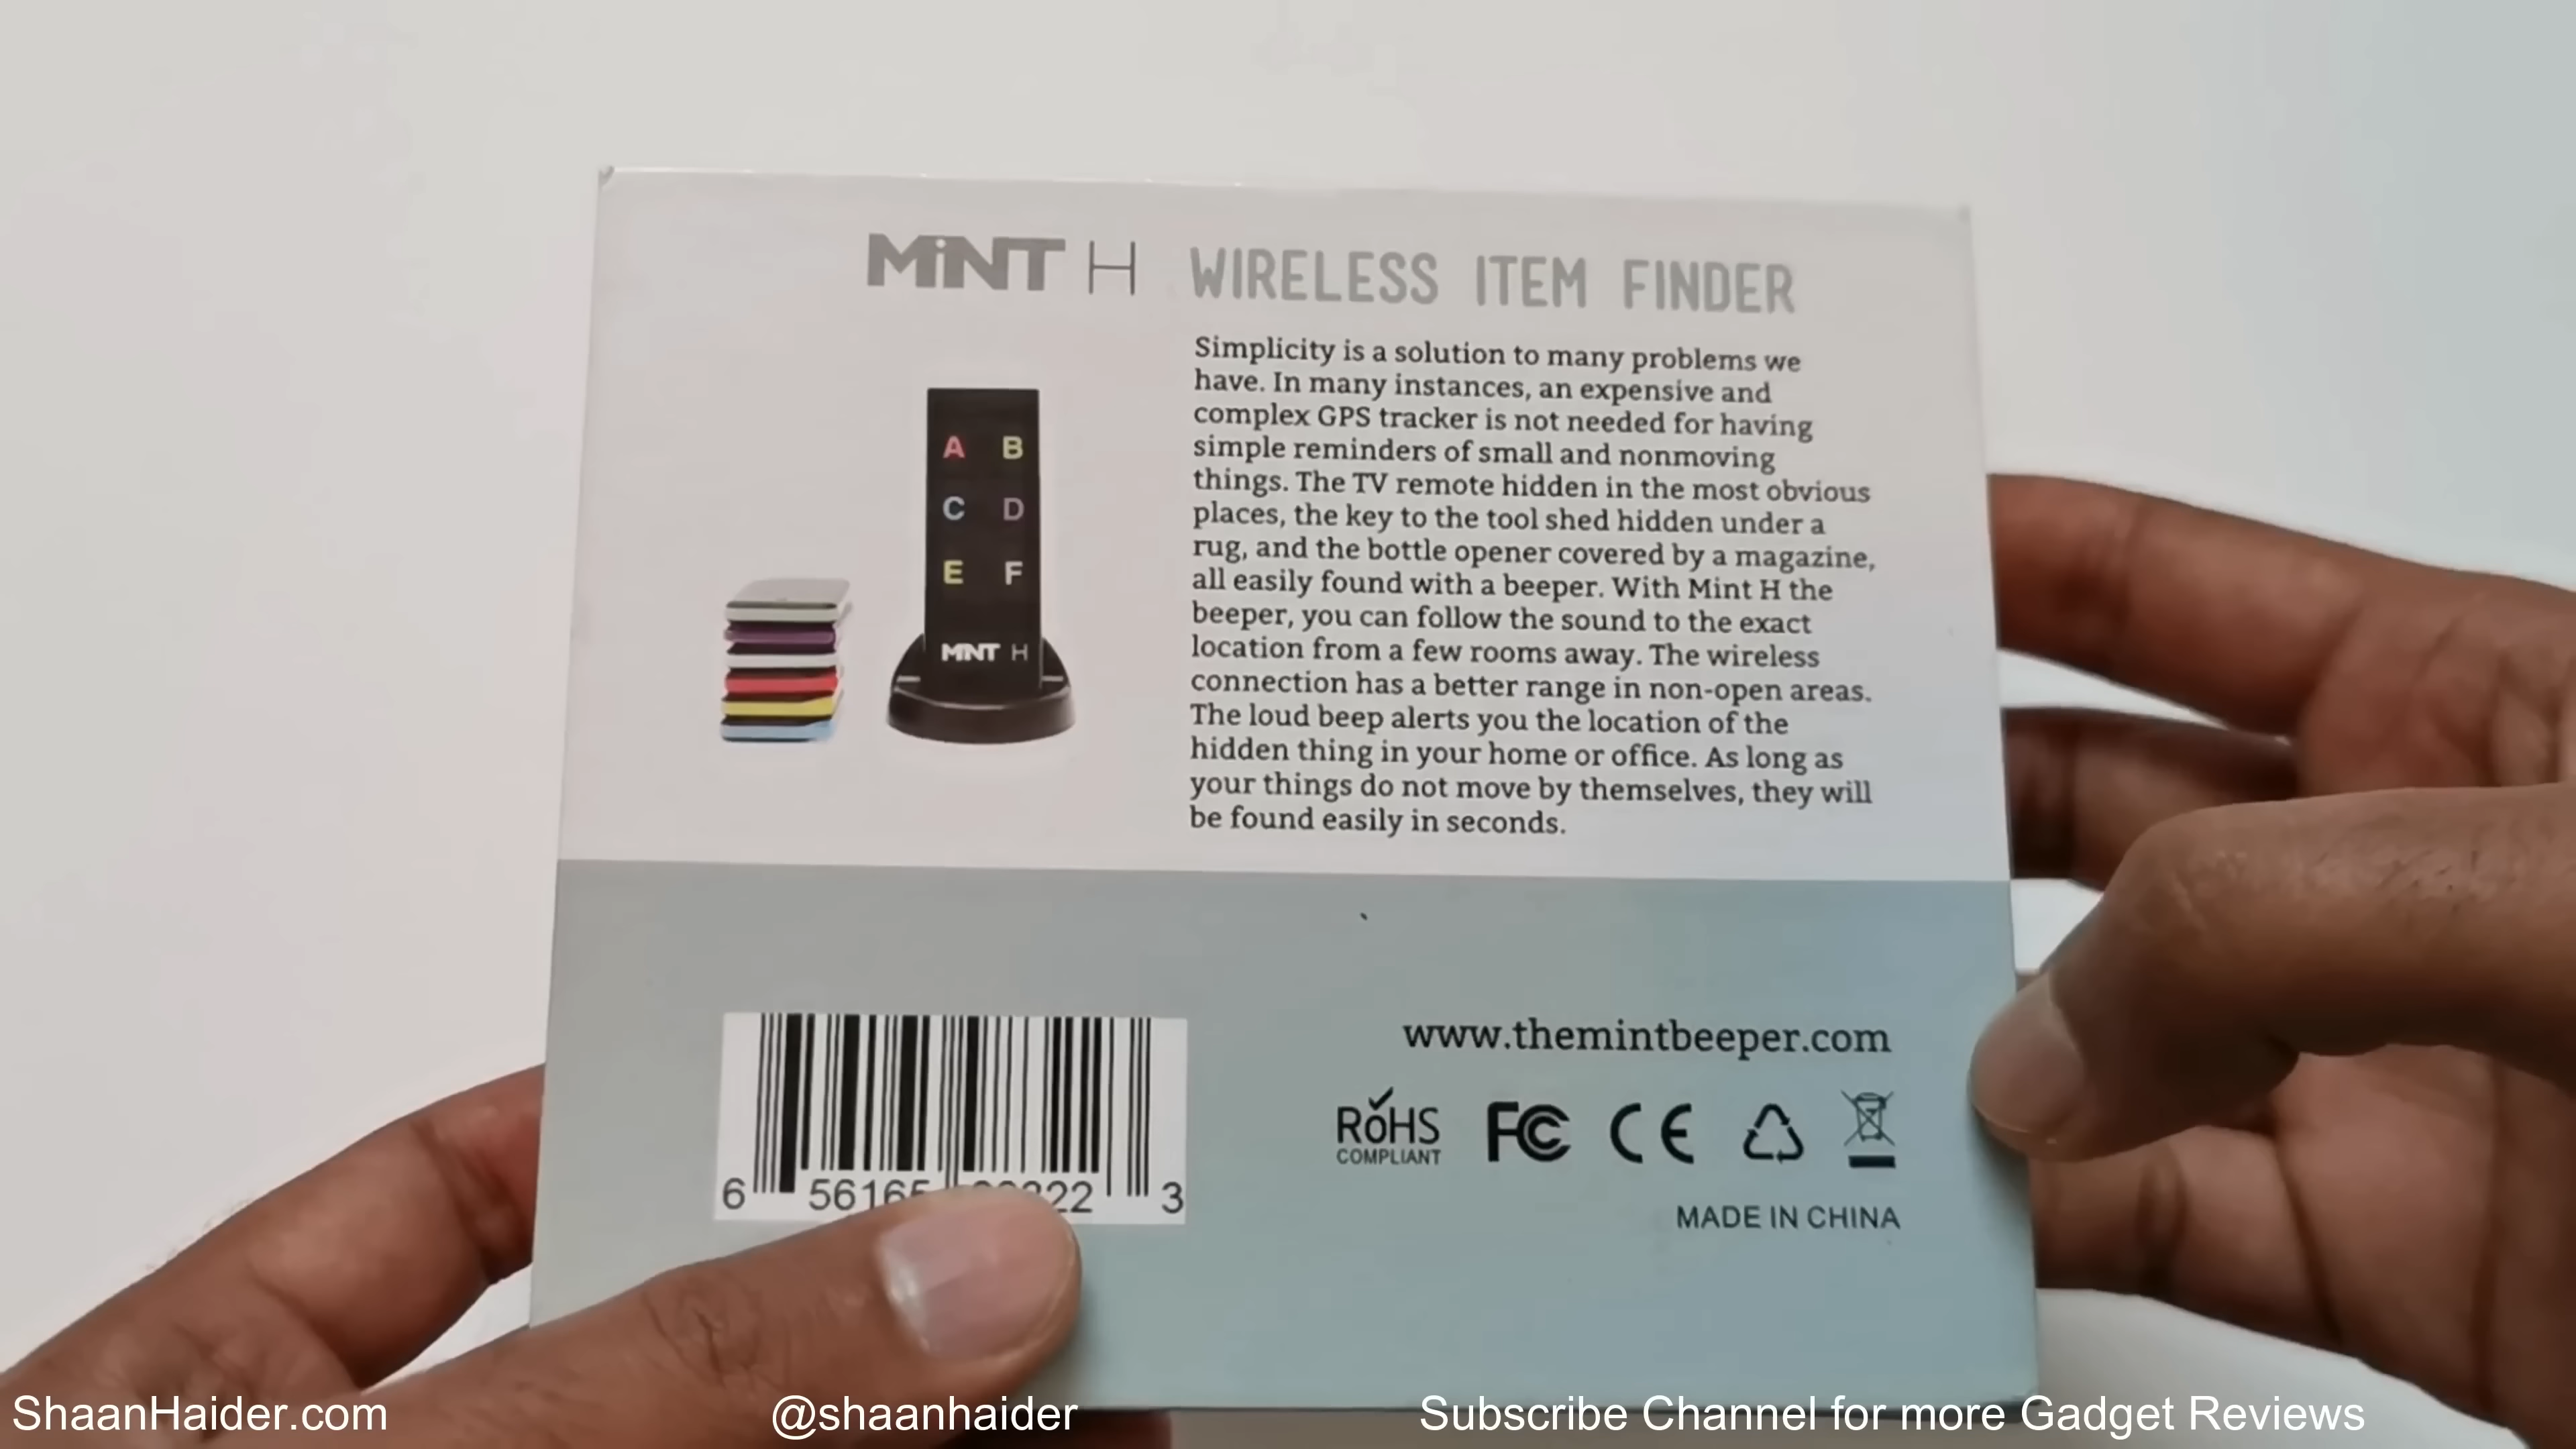 MiNT H WIRELESS ITEM FINDER
Simplicity is a solution to many problems we
have. In many instances, an expensive and
complex GPS tracker is not needed for having
simple reminders of small and nonmoving
things. The TV remote hidden in the most obvious
places, the key to the tool shed hidden under a
rug, and the bottle opener covered by a magazine,
all easily found with a beeper. With Mint H the
beeper, you can follow the sound to the exact
location from a few rooms away. The wireless
connection has a better range in non-open areas.
The loud beep alerts you the location of the
hidden thing in your home or office. As long as
your things do not move by themselves, they will
be found easily in seconds.
A B
C D
E F
MiNT H
www.themintbeeper.com
RoHS
COMPLIANT
FC CE
MADE IN CHINA
6 3
ShaanHaider.com
@shaanhaider
Subscribe Channel for more Gadget Reviews